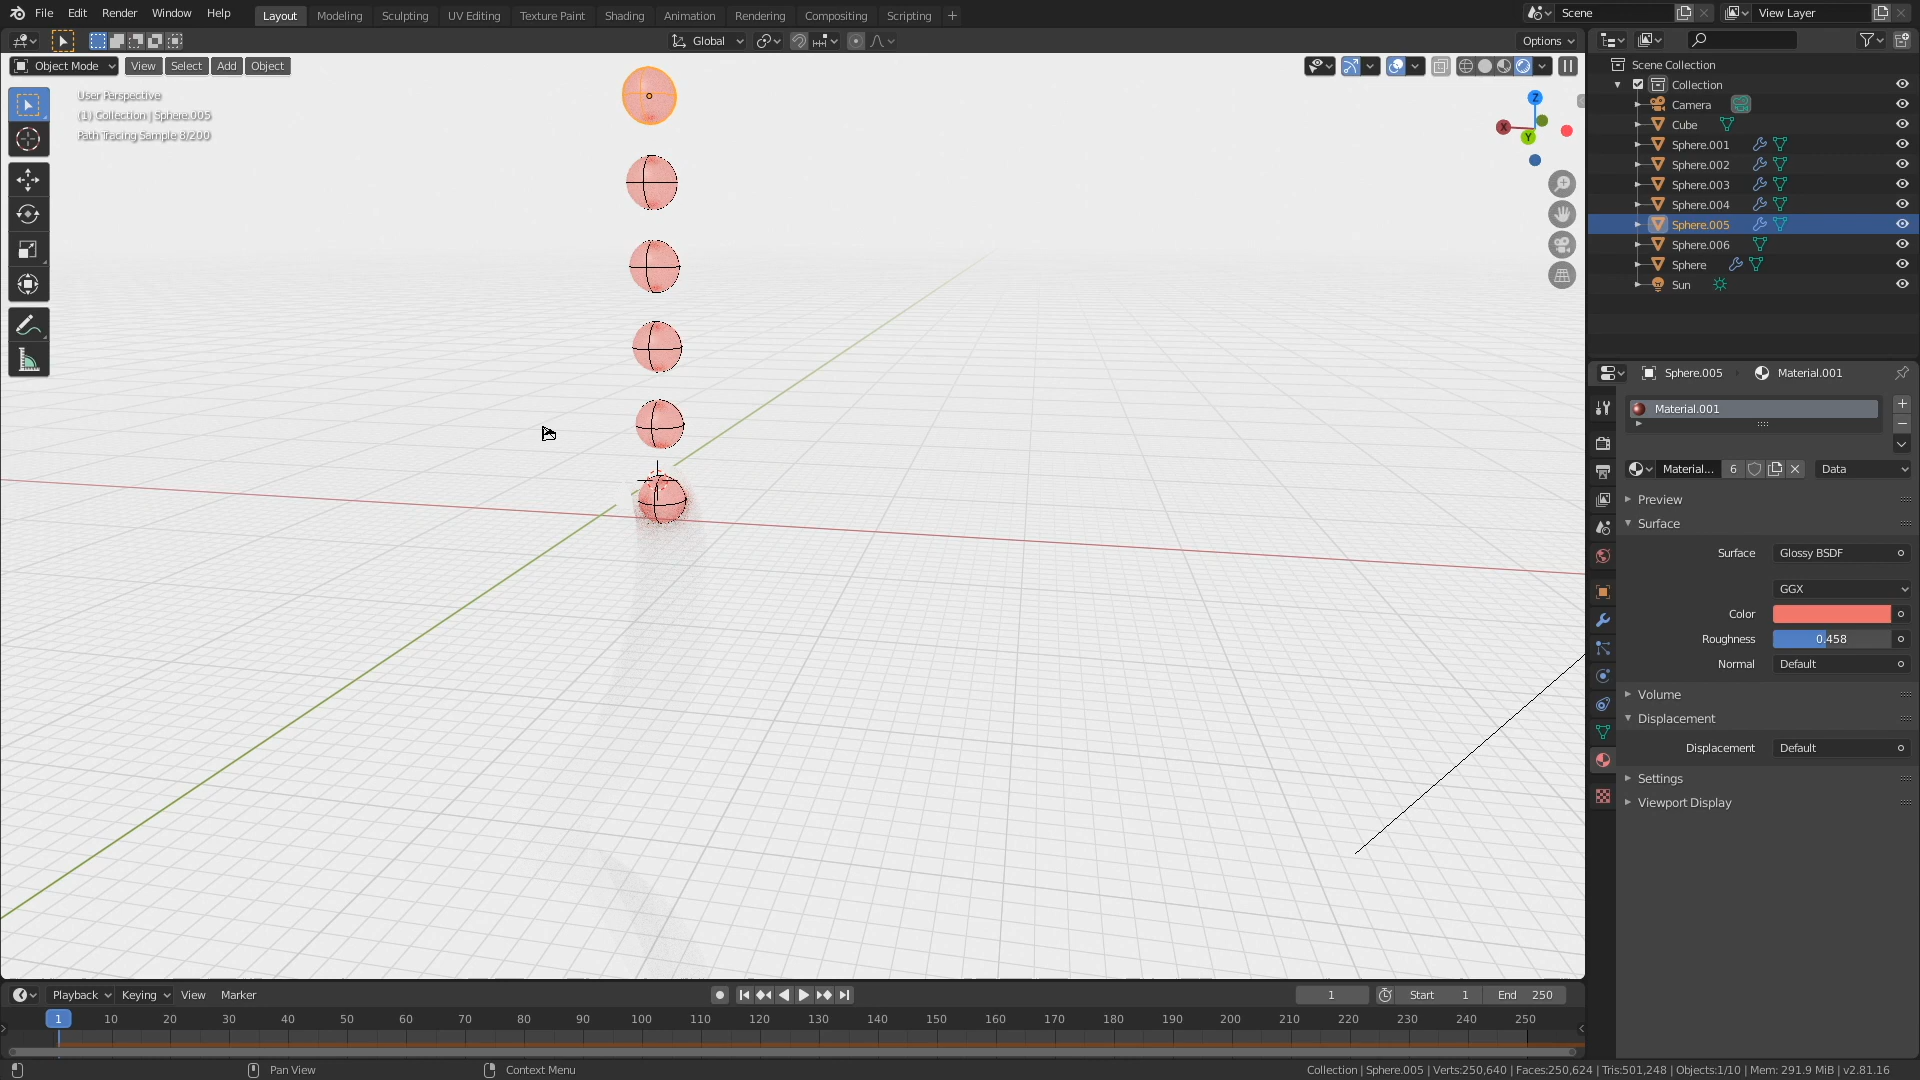 File Edit Render Window Help Layout Modeling Sculpting UV Editing Texture Paint Shading Animation Rendering Compositing Scripting + Scene View Layer
Global Options
Object Mode View Select Add Object
User Perspective
(1) Collection | Sphere.005
Path Tracing Sample 8/200
Z
X
Y
Scene Collection
Collection
Camera
Cube
Sphere.001
Sphere.002
Sphere.003
Sphere.004
Sphere.005
Sphere.006
Sphere
Sun
Sphere.005 Material.001
Material.001
Material... 6 Data
Preview
Surface
Surface Glossy BSDF
GGX
Color
Roughness 0.458
Normal Default
Volume
Displacement
Displacement Default
Settings
Viewport Display
Playback Keying View Marker 1 Start 1 End 250
1 10 20 30 40 50 60 70 80 90 100 110 120 130 140 150 160 170 180 190 200 210 220 230 240 250
Pan View Context Menu Collection | Sphere.005 | Verts:250,640 | Faces:250,624 | Tris:501,248 | Objects:1/10 | Mem: 291.9 MiB | v2.81.16